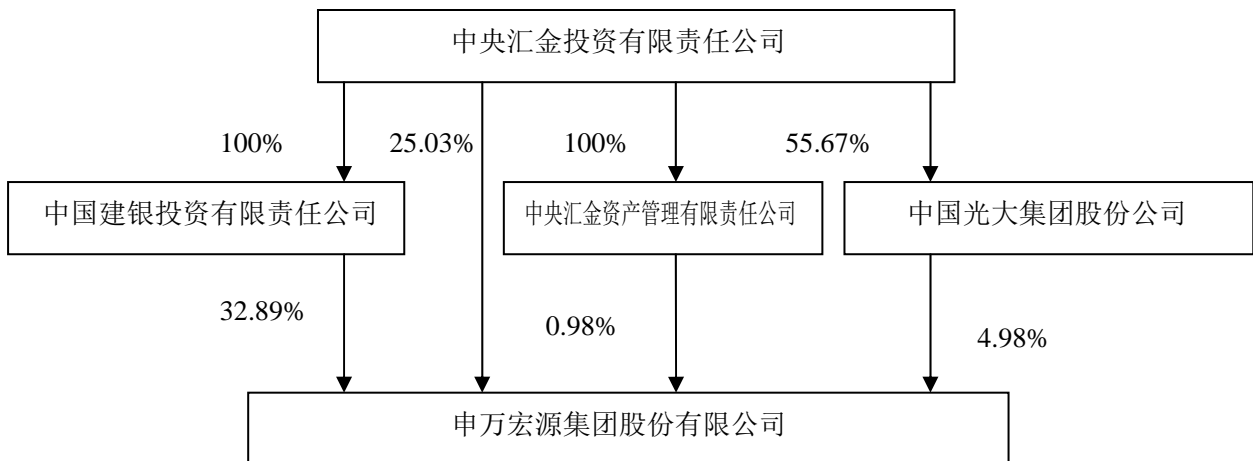 中央汇金投资有限责任公司
100%
25.03%
100%
55.67%
中国建银投资有限责任公司
中央汇金资产管理有限责任公司
中国光大集团股份公司
32.89%
0.98%
4.98%
申万宏源集团股份有限公司